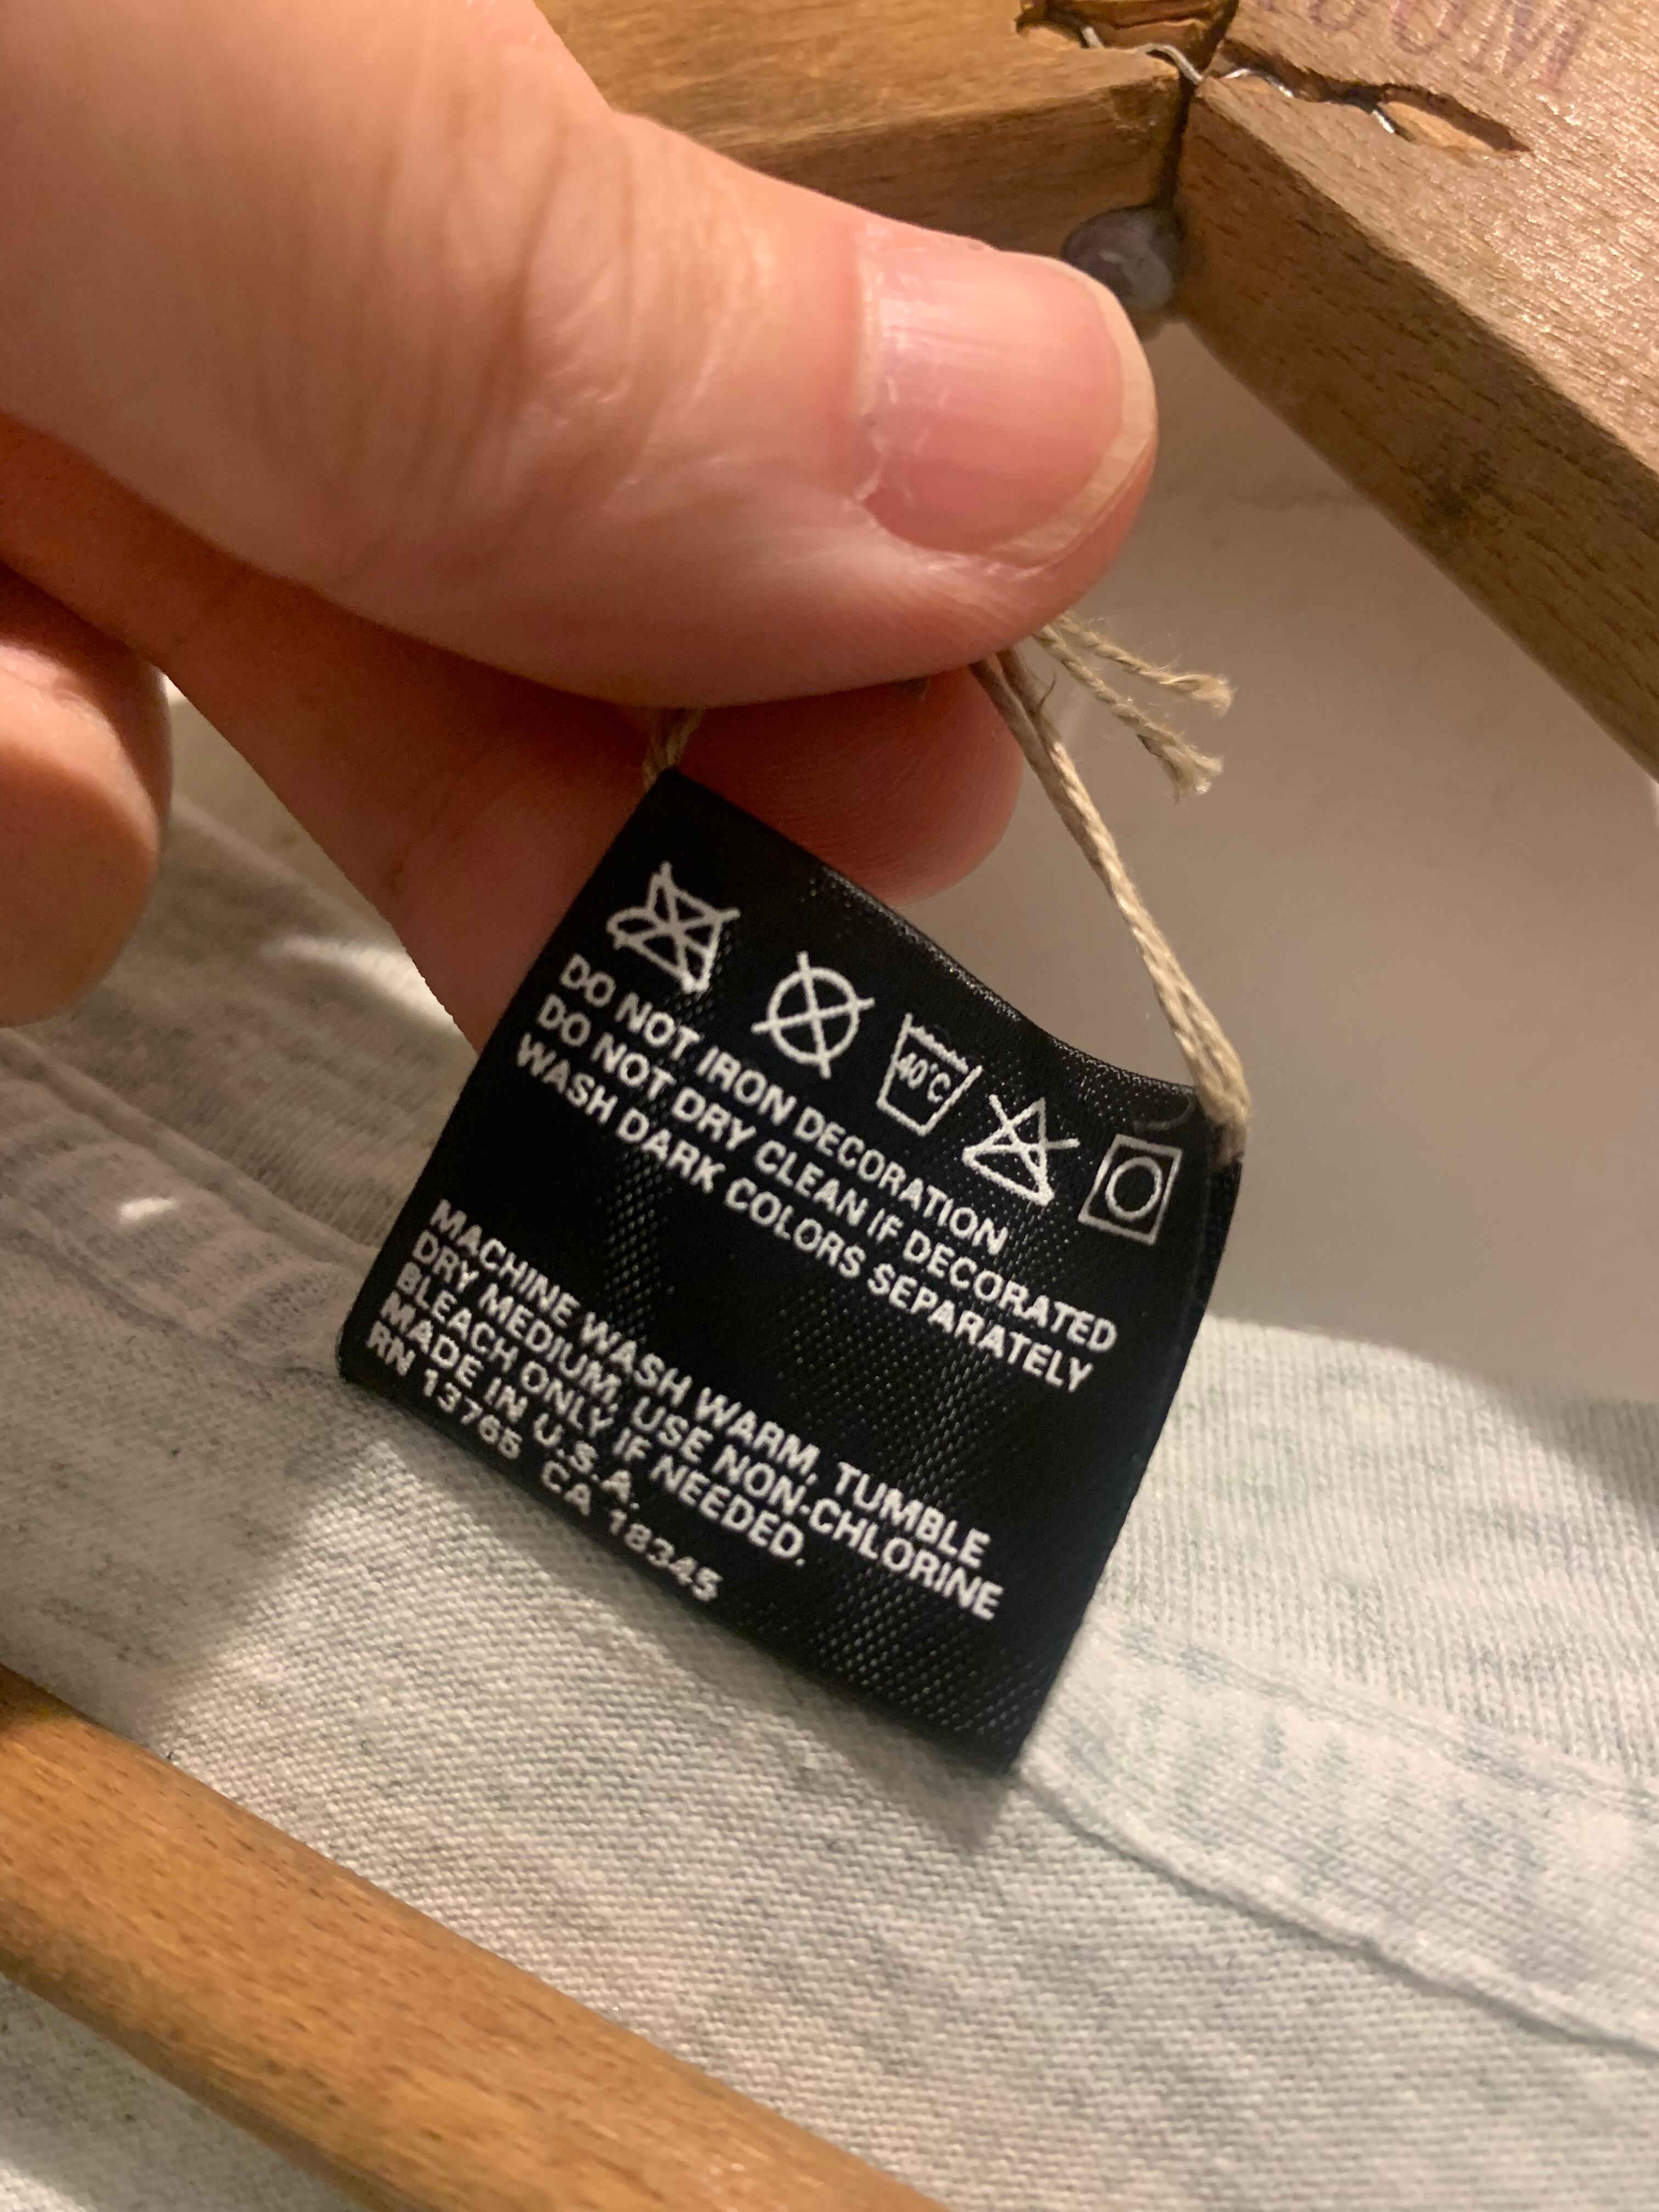 40°C
DO NOT IRON DECORATION
DO NOT DRY CLEAN IF DECORATED
WASH DARK COLORS SEPARATELY
MACHINE WASH WARM, TUMBLE
DRY MEDIUM, USE NON-CHLORINE
BLEACH ONLY IF NEEDED.
MADE IN U.S.A.
RN 13765 CA 18345